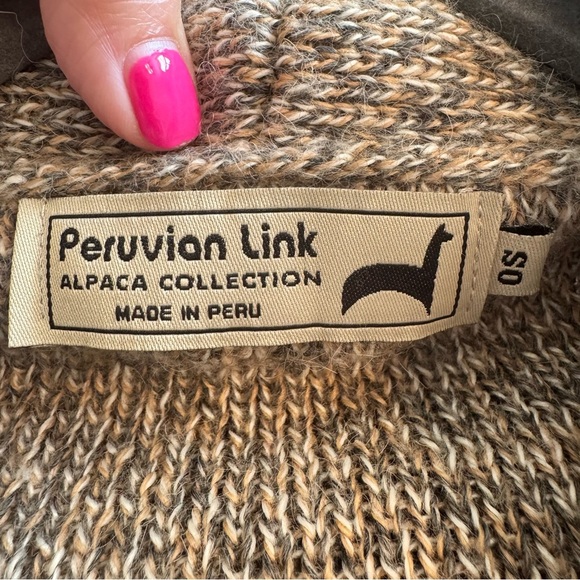 Peruvian Link
ALPACA COLLECTION
MADE IN PERU
OS